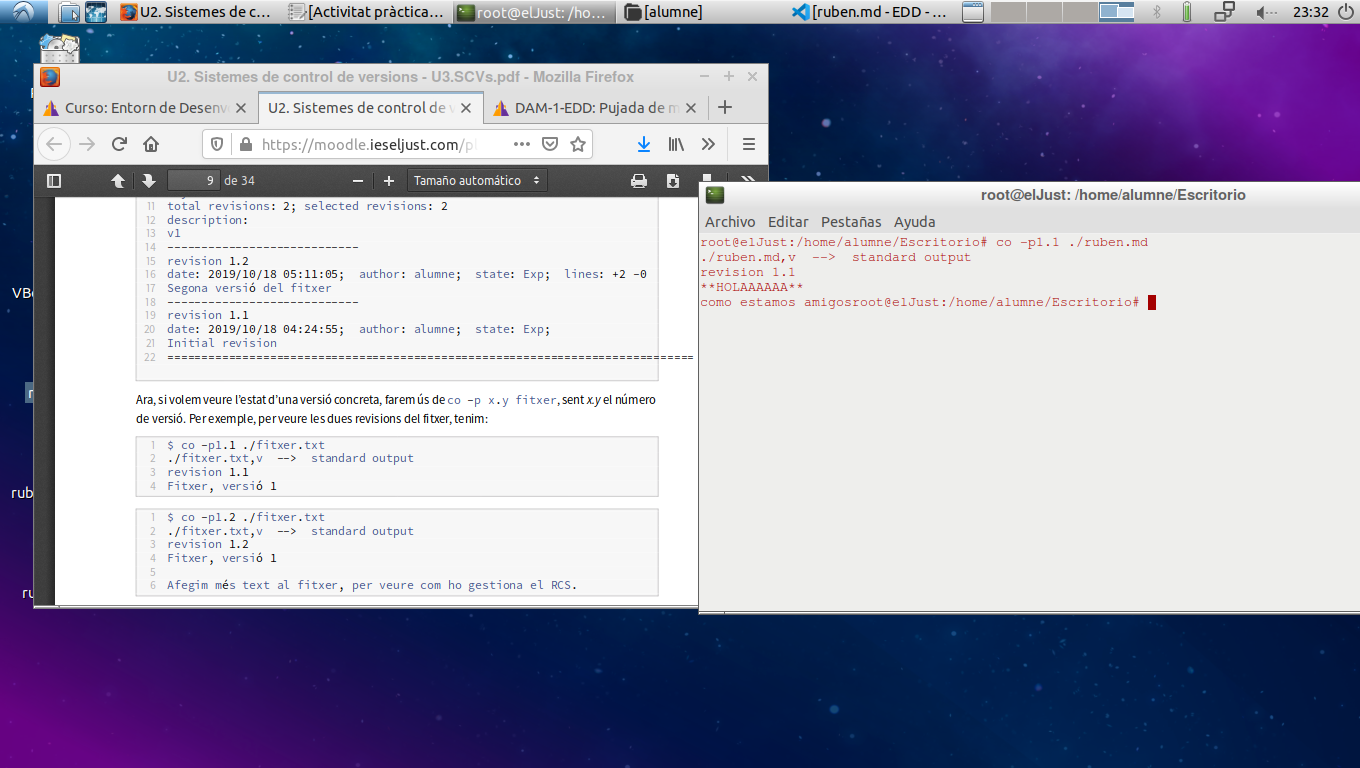 U2. Sistemes de c...
[Activitat pràctica...
root@elJust: /ho...
[alumne]
[ruben.md - EDD - ...
23:32
U2. Sistemes de control de versions - U3.SCVs.pdf - Mozilla Firefox
Curso: Entorn de Desenv
U2. Sistemes de control de v
DAM-1-EDD: Pujada de m
https://moodle.ieseljust.com/pl
9 de 34
Tamaño automático
11 total revisions: 2; selected revisions: 2
12 description:
13 v1
14 ----------------------------
15 revision 1.2
16 date: 2019/10/18 05:11:05;  author: alumne;  state: Exp;  lines: +2 -0
17 Segona versió del fitxer
18 ----------------------------
19 revision 1.1
20 date: 2019/10/18 04:24:55;  author: alumne;  state: Exp;
21 Initial revision
22 =============================================================================
Ara, si volem veure l'estat d'una versió concreta, farem ús de co -p x.y fitxer, sent x.y el número
de versió. Per exemple, per veure les dues revisions del fitxer, tenim:
1 $ co -p1.1 ./fitxer.txt
2 ./fitxer.txt,v  -->  standard output
3 revision 1.1
4 Fitxer, versió 1
1 $ co -p1.2 ./fitxer.txt
2 ./fitxer.txt,v  -->  standard output
3 revision 1.2
4 Fitxer, versió 1
5
6 Afegim més text al fitxer, per veure com ho gestiona el RCS.
root@elJust: /home/alumne/Escritorio
Archivo Editar Pestañas Ayuda
root@elJust:/home/alumne/Escritorio# co -p1.1 ./ruben.md
./ruben.md,v  -->  standard output
revision 1.1
**HOLAAAAAA**
como estamos amigosroot@elJust:/home/alumne/Escritorio#